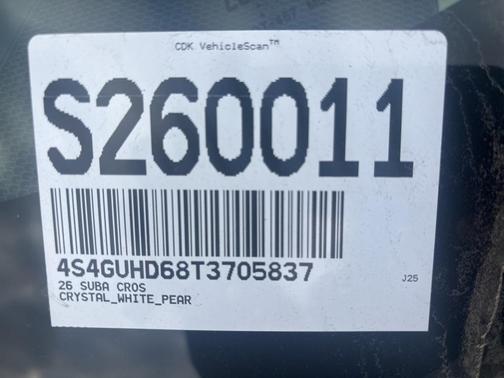 CDK VehicleScan™
S260011
4S4GUHD68T3705837
26 SUBA CROS
CRYSTAL_WHITE_PEAR
J25